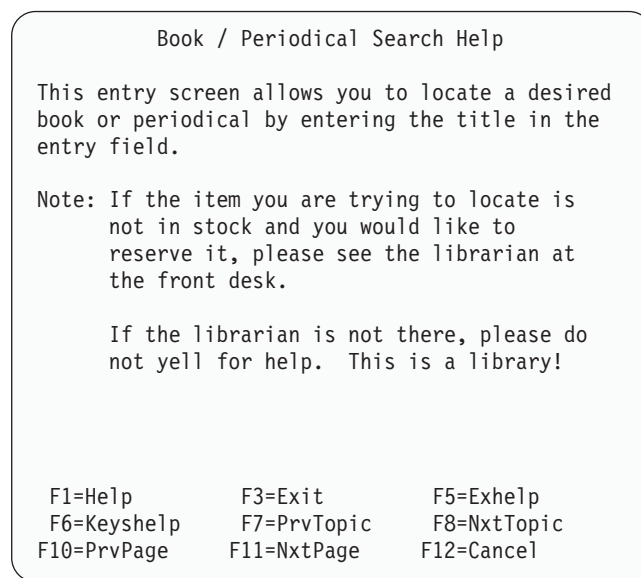 Book / Periodical Search Help
This entry screen allows you to locate a desired
book or periodical by entering the title in the
entry field.
Note: If the item you are trying to locate is
not in stock and you would like to
reserve it, please see the librarian at
the front desk.
If the librarian is not there, please do
not yell for help.  This is a library!
F1=Help F3=Exit F5=Exhelp
F6=Keyshelp F7=PrvTopic F8=NxtTopic
F10=PrvPage F11=NxtPage F12=Cancel